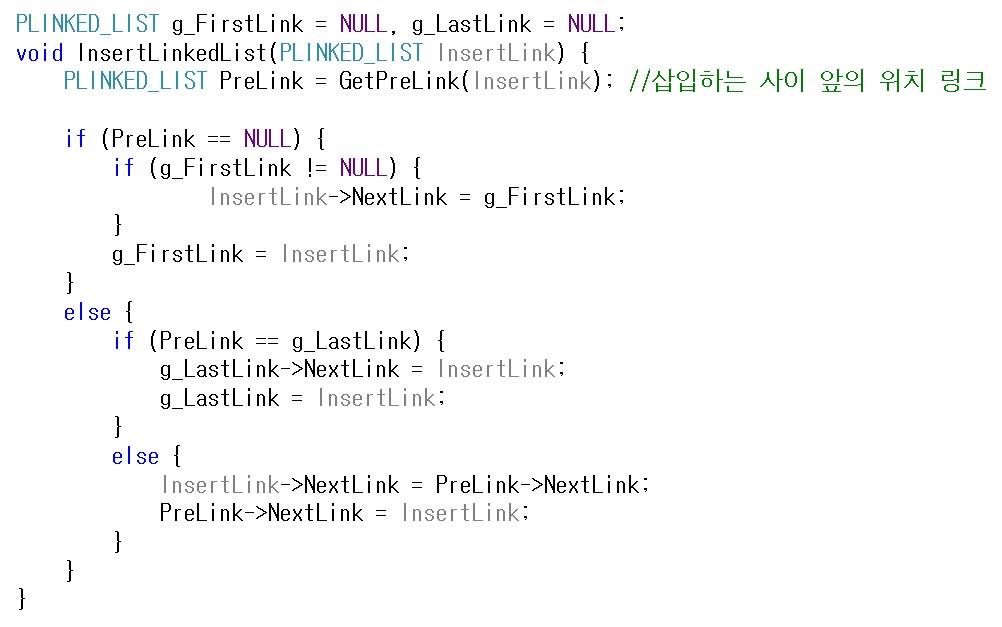 PLINKED_LIST g_FirstLink = NULL, g_LastLink = NULL;
void InsertLinkedList(PLINKED_LIST InsertLink) {
    PLINKED_LIST PreLink = GetPreLink(InsertLink); //삽입하는 사이 앞의 위치 링크

    if (PreLink == NULL) {
        if (g_FirstLink != NULL) {
                InsertLink->NextLink = g_FirstLink;
        }
        g_FirstLink = InsertLink;
    }
    else {
        if (PreLink == g_LastLink) {
            g_LastLink->NextLink = InsertLink;
            g_LastLink = InsertLink;
        }
        else {
            InsertLink->NextLink = PreLink->NextLink;
            PreLink->NextLink = InsertLink;
        }
    }
}